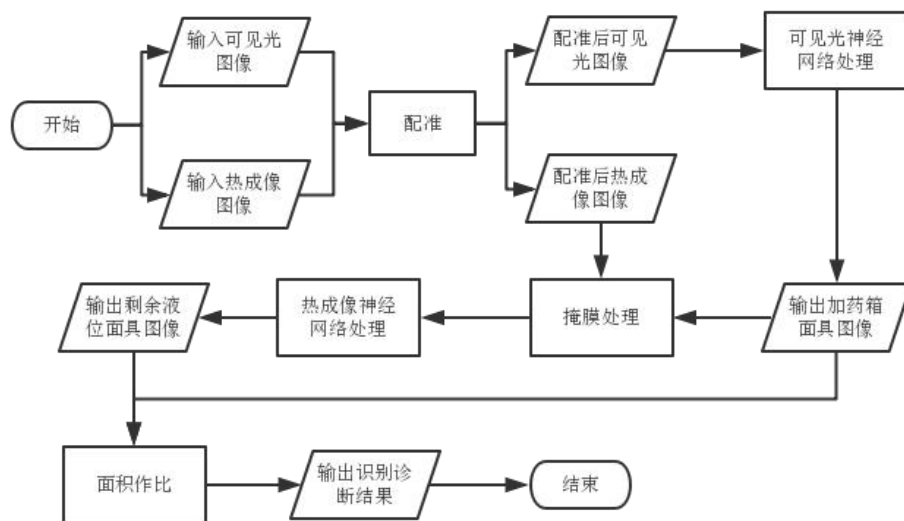 输入可见光
图像
配准后可见
光图像
可见光神经
网络处理
开始
配准
输入热成像
图像
配准后热成
像图像
输出剩余液
位面具图像
热成像神经
网络处理
掩膜处理
输出加药箱
面具图像
面积作比
输出识别诊
断结果
结束